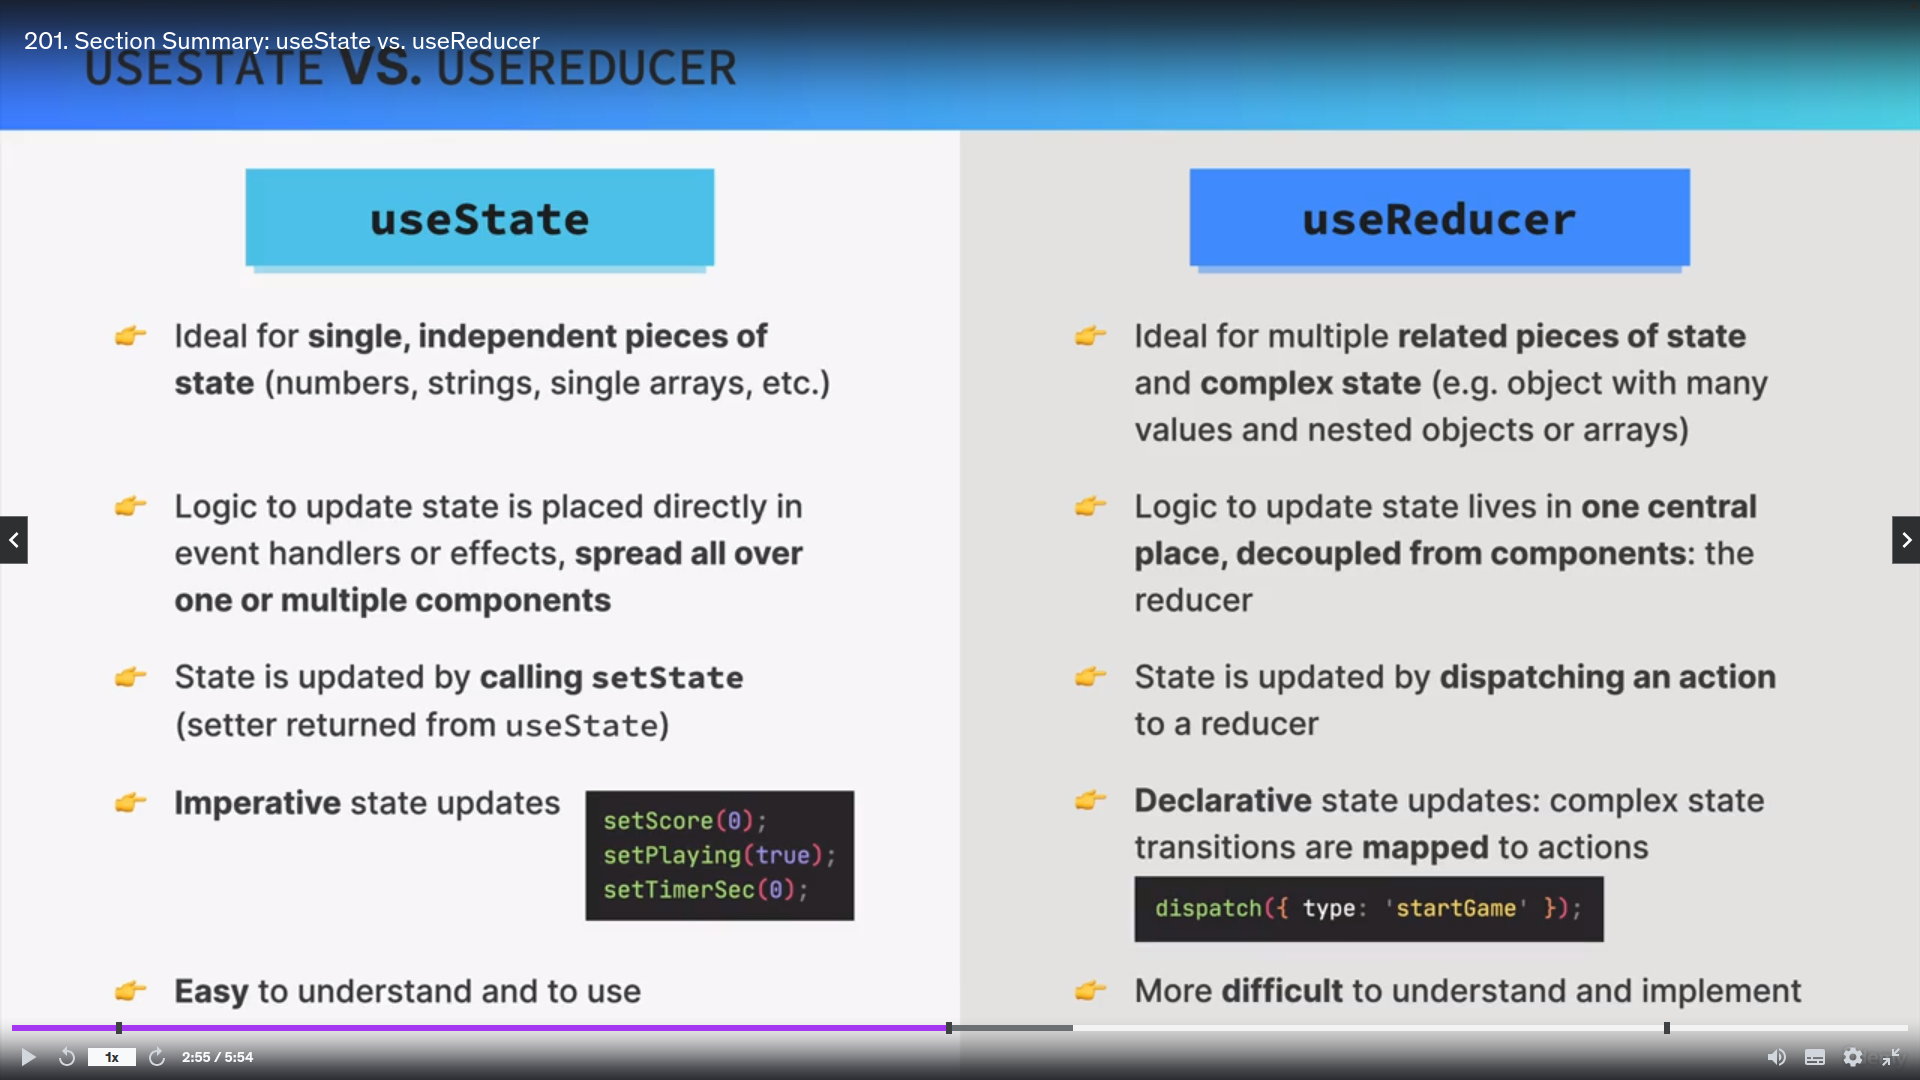 201. Section Summary: useState vs. useReducer
USESTATE VS. USEREDUCER
useState
Ideal for single, independent pieces of
state (numbers, strings, single arrays, etc.)
Logic to update state is placed directly in
event handlers or effects, spread all over
one or multiple components
State is updated by calling setState
(setter returned from useState)
Imperative state updates
setScore(0);
setPlaying(true);
setTimerSec(0);
Easy to understand and to use
useReducer
Ideal for multiple related pieces of state
and complex state (e.g. object with many
values and nested objects or arrays)
Logic to update state lives in one central
place, decoupled from components: the
reducer
State is updated by dispatching an action
to a reducer
Declarative state updates: complex state
transitions are mapped to actions
dispatch({ type: 'startGame' });
More difficult to understand and implement
1x
2:55 / 5:54